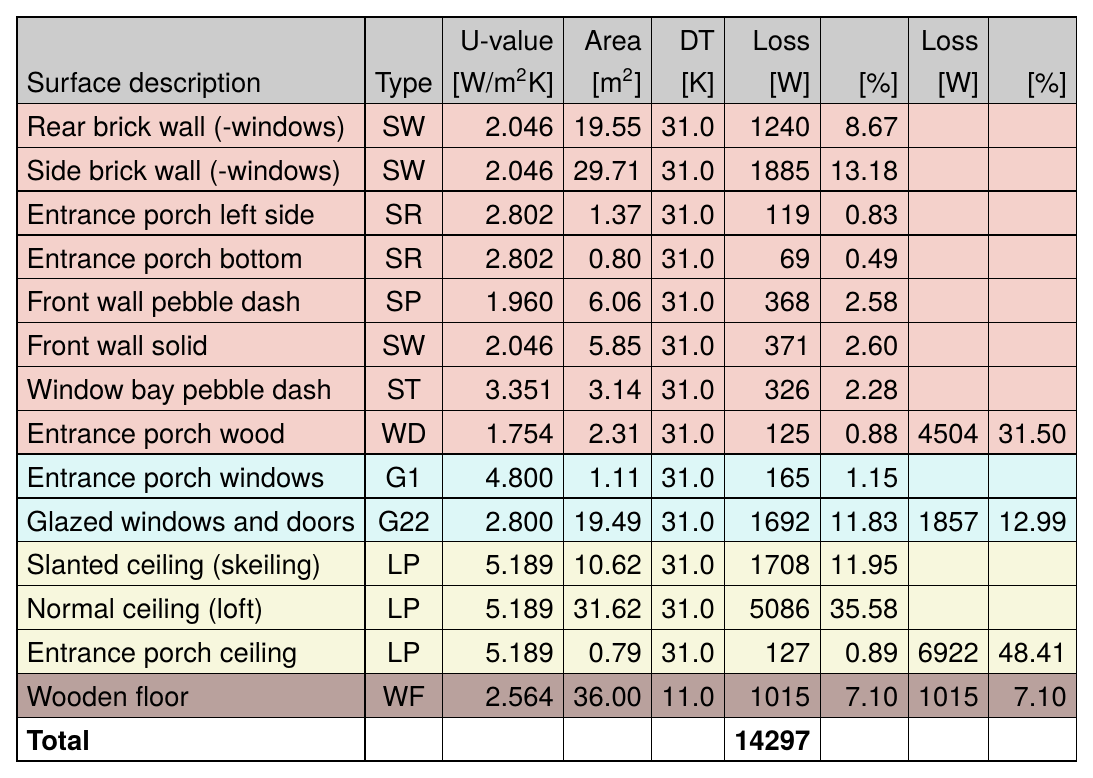 U-value Area DT Loss Loss
Surface description Type [W/m²K] [m²] [K] [W] [%] [W] [%]
Rear brick wall (-windows) SW 2.046 19.55 31.0 1240 8.67
Side brick wall (-windows) SW 2.046 29.71 31.0 1885 13.18
Entrance porch left side SR 2.802 1.37 31.0 119 0.83
Entrance porch bottom SR 2.802 0.80 31.0 69 0.49
Front wall pebble dash SP 1.960 6.06 31.0 368 2.58
Front wall solid SW 2.046 5.85 31.0 371 2.60
Window bay pebble dash ST 3.351 3.14 31.0 326 2.28
Entrance porch wood WD 1.754 2.31 31.0 125 0.88 4504 31.50
Entrance porch windows G1 4.800 1.11 31.0 165 1.15
Glazed windows and doors G22 2.800 19.49 31.0 1692 11.83 1857 12.99
Slanted ceiling (skeiling) LP 5.189 10.62 31.0 1708 11.95
Normal ceiling (loft) LP 5.189 31.62 31.0 5086 35.58
Entrance porch ceiling LP 5.189 0.79 31.0 127 0.89 6922 48.41
Wooden floor WF 2.564 36.00 11.0 1015 7.10 1015 7.10
Total 14297